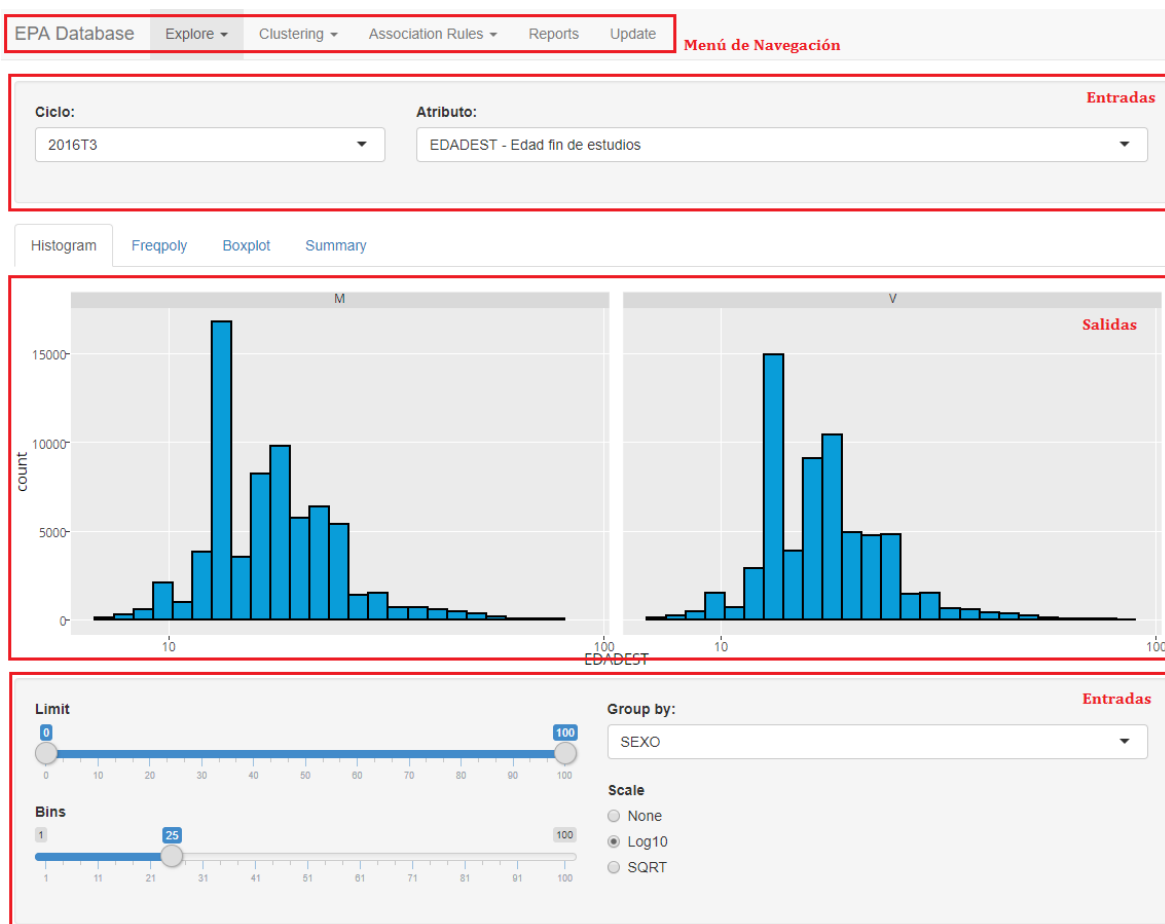 EPA Database Explore Clustering Association Rules Reports Update
Menú de Navegación
Entradas
Ciclo: Atributo:
2016T3 EDADEST - Edad fin de estudios
Histogram Freqpoly Boxplot Summary
M V
Salidas
15000
10000
5000
0
count
10 100 10 100
EDADEST
Entradas
Limit Group by:
0 100
SEXO
0 10 20 30 40 50 60 70 80 90 100
Scale
None
Bins
1 25 100
Log10
SQRT
1 11 21 31 41 51 61 71 81 91 100